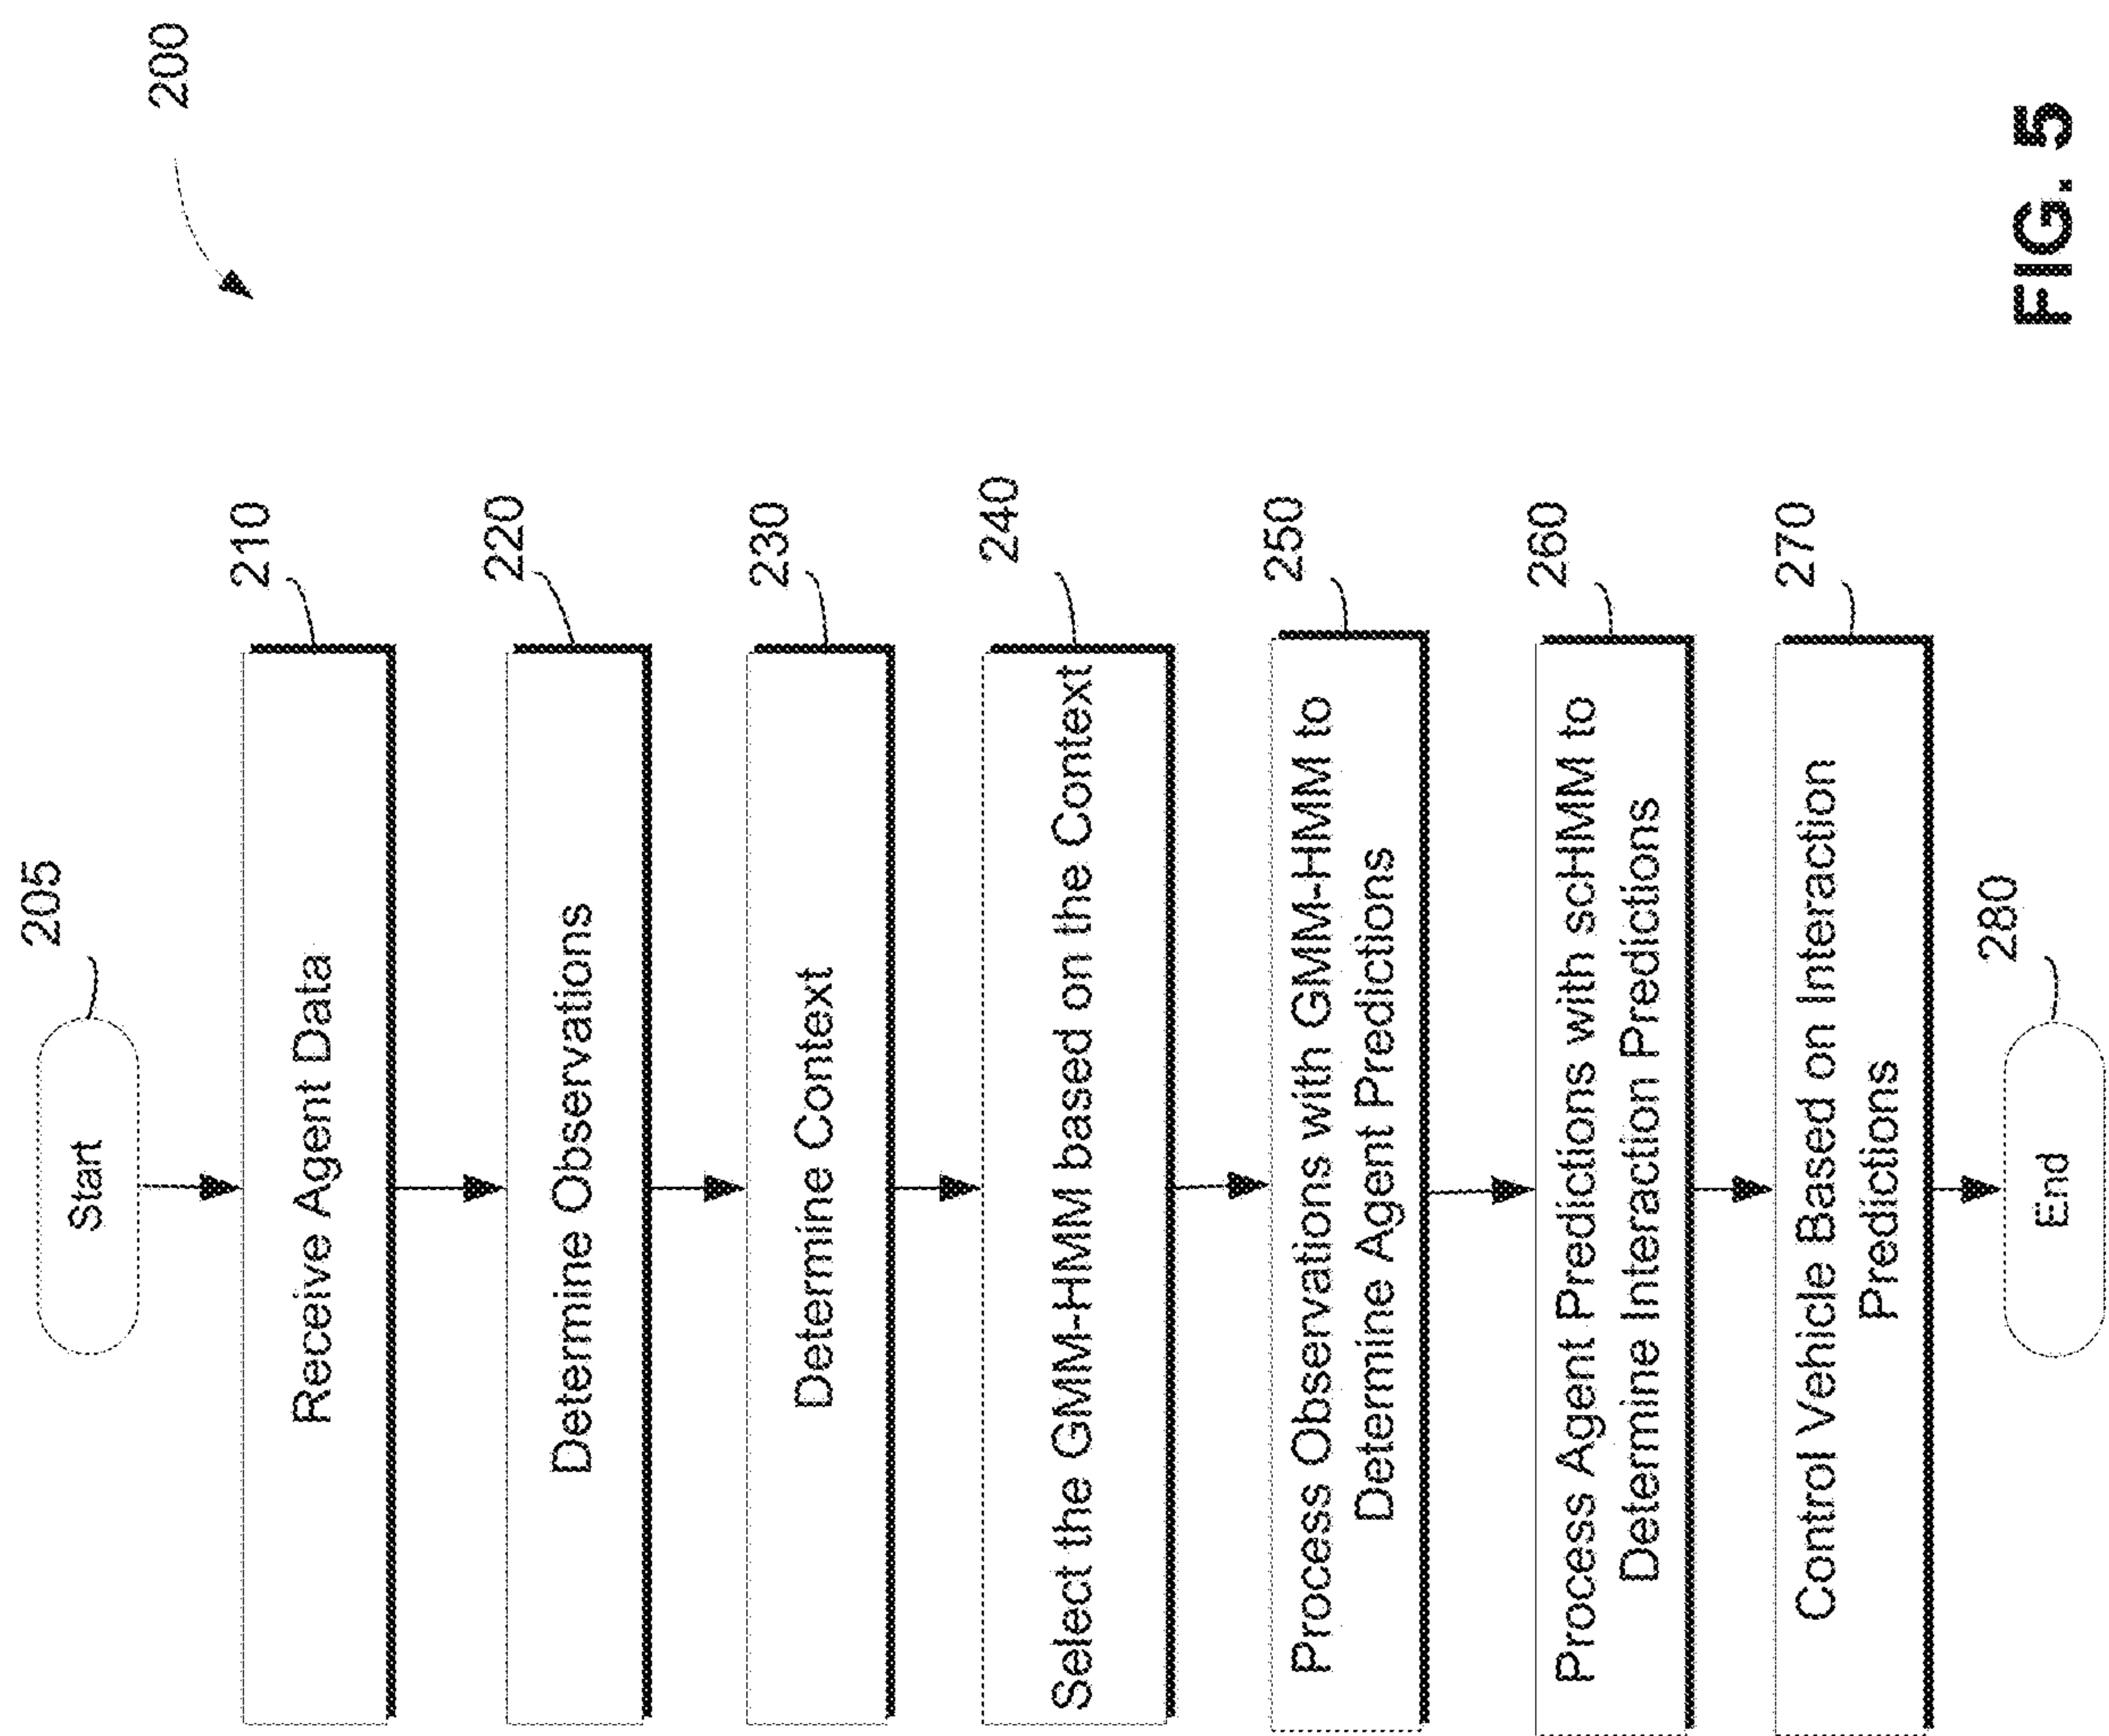 200
205
Start
210
Receive Agent Data
220
Determine Observations
230
Determine Context
240
Select the GMM-HMM based on the Context
250
Process Observations with GMM-HMM to
Determine Agent Predictions
260
Process Agent Predictions with scHMM to
Determine Interaction Predictions
270
Control Vehicle Based on Interaction
Predictions
280
End
FIG. 5